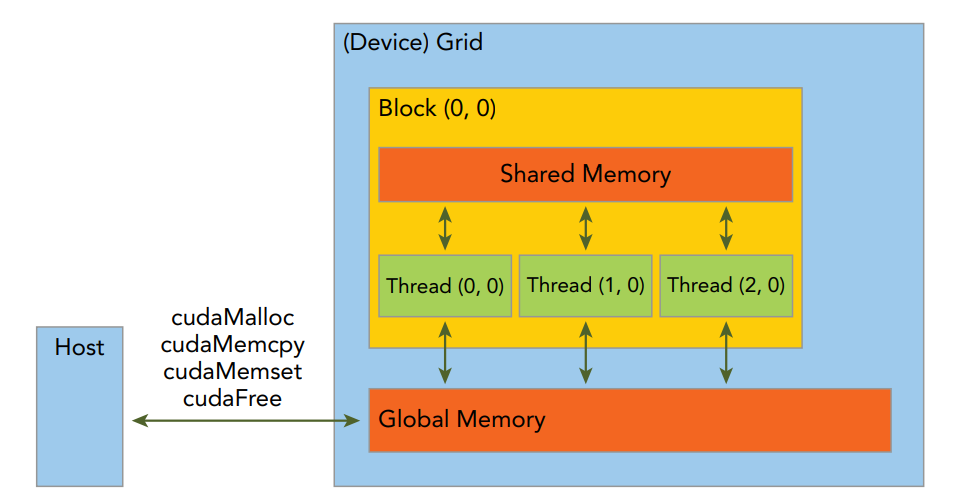 (Device) Grid
Block (0, 0)
Shared Memory
Thread (0, 0)
Thread (1, 0)
Thread (2, 0)
Host
cudaMalloc
cudaMemcpy
cudaMemset
cudaFree
Global Memory